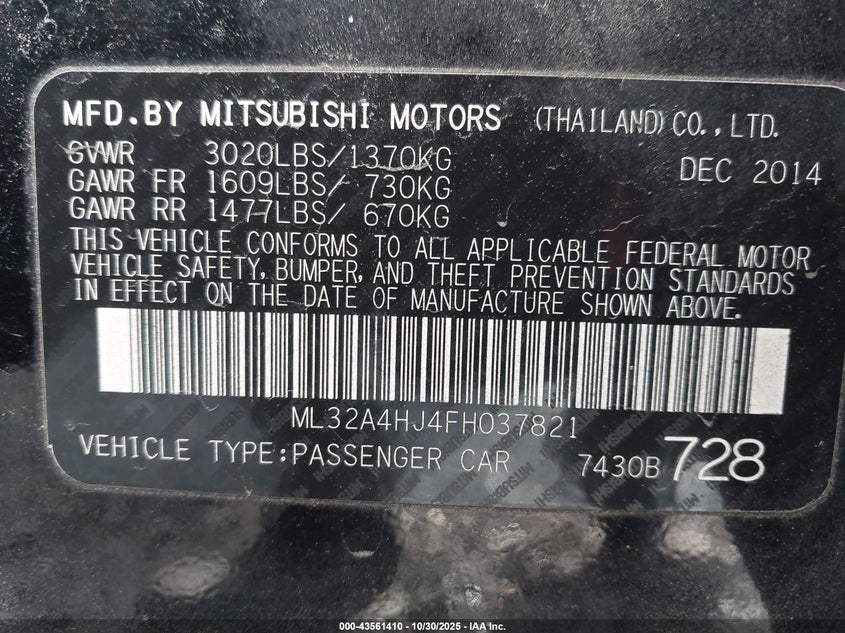 MFD.BY MITSUBISHI MOTORS (THAILAND) CO.,LTD.
GVWR 3020LBS/1370KG DEC 2014
GAWR FR 1609LBS/ 730KG
GAWR RR 1477LBS/ 670KG
THIS VEHICLE CONFORMS TO ALL APPLICABLE FEDERAL MOTOR
VEHICLE SAFETY, BUMPER, AND THEFT PREVENTION STANDARDS
IN EFFECT ON THE DATE OF MANUFACTURE SHOWN ABOVE.
ML32A4HJ4FH037821
VEHICLE TYPE:PASSENGER CAR 7430B 728
000-43561410 - 10/30/2025 - IAA Inc.